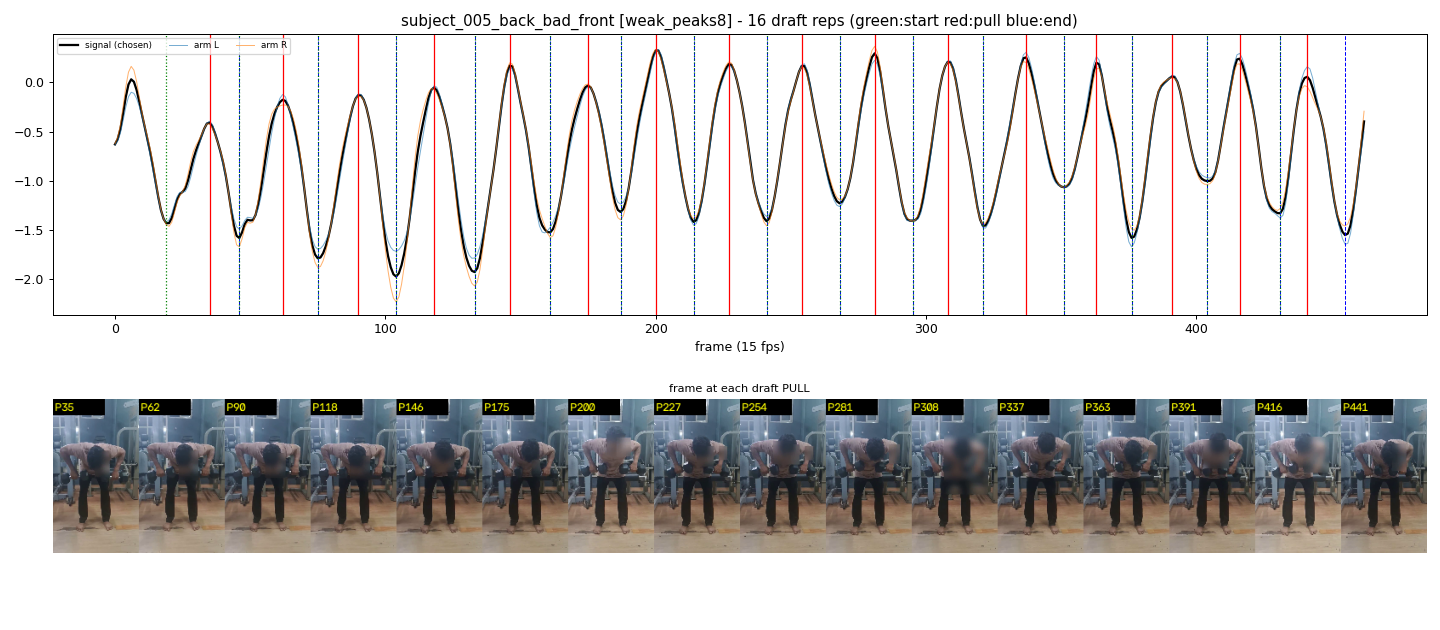 subject_005_back_bad_front [weak_peaks8] - 16 draft reps (green:start red:pull blue:end)
signal (chosen) arm L arm R
0.0
−0.5
−1.0
−1.5
−2.0
0 100 200 300 400
frame (15 fps)
frame at each draft PULL
P35 P62 P90 P118 P146 P175 P200 P227 P254 P281 P308 P337 P363 P391 P416 P441